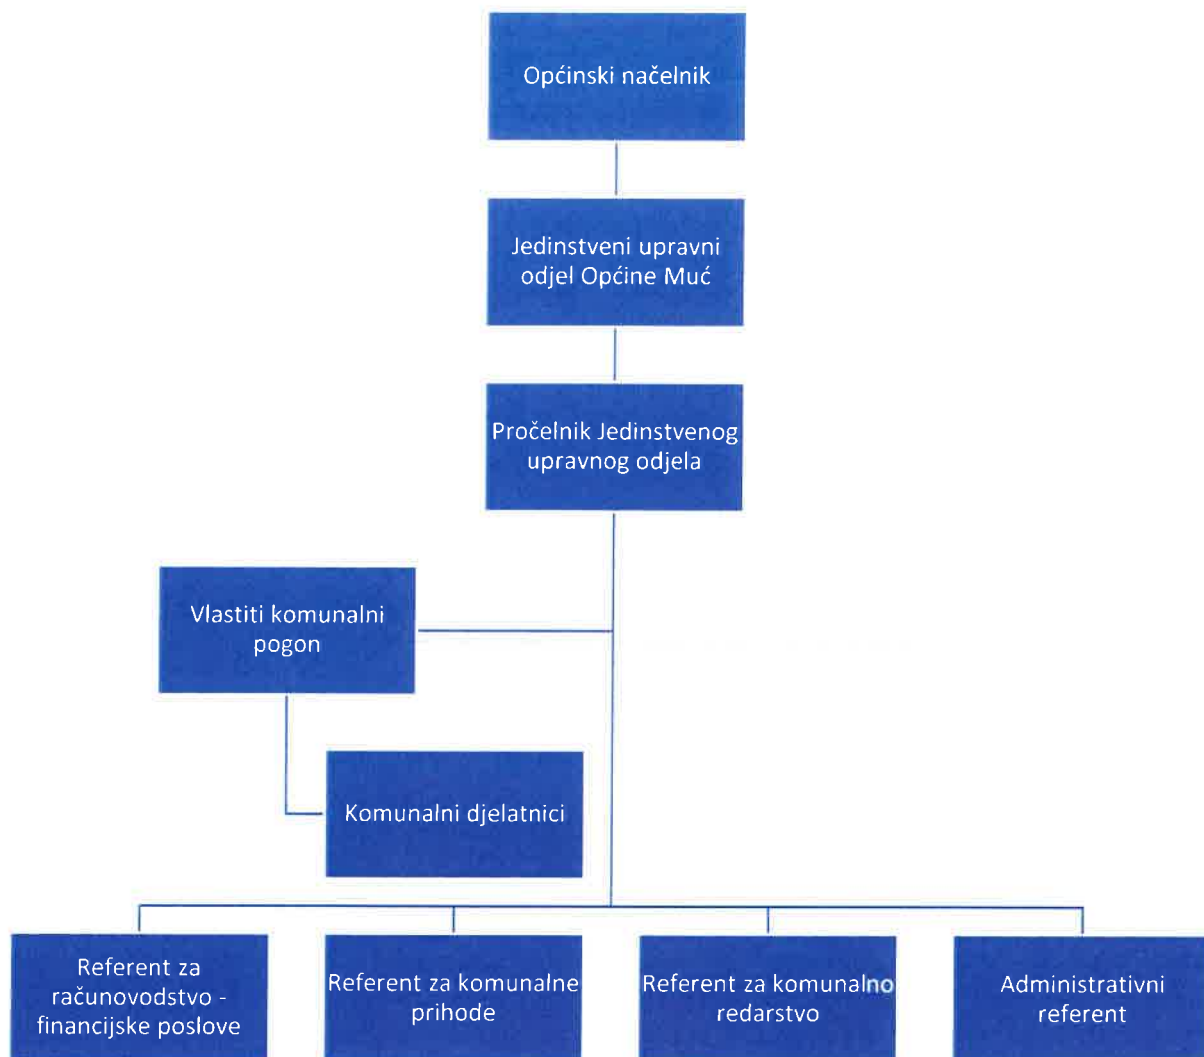 Općinski načelnik
Jedinstveni upravni
odjel Općine Muć
Pročelnik Jedinstvenog
upravnog odjela
Vlastiti komunalni
pogon
Komunalni djelatnici
Referent za
računovodstvo -
financijske poslove
Referent za komunalne
prihode
Referent za komunalno
redarstvo
Administrativni
referent